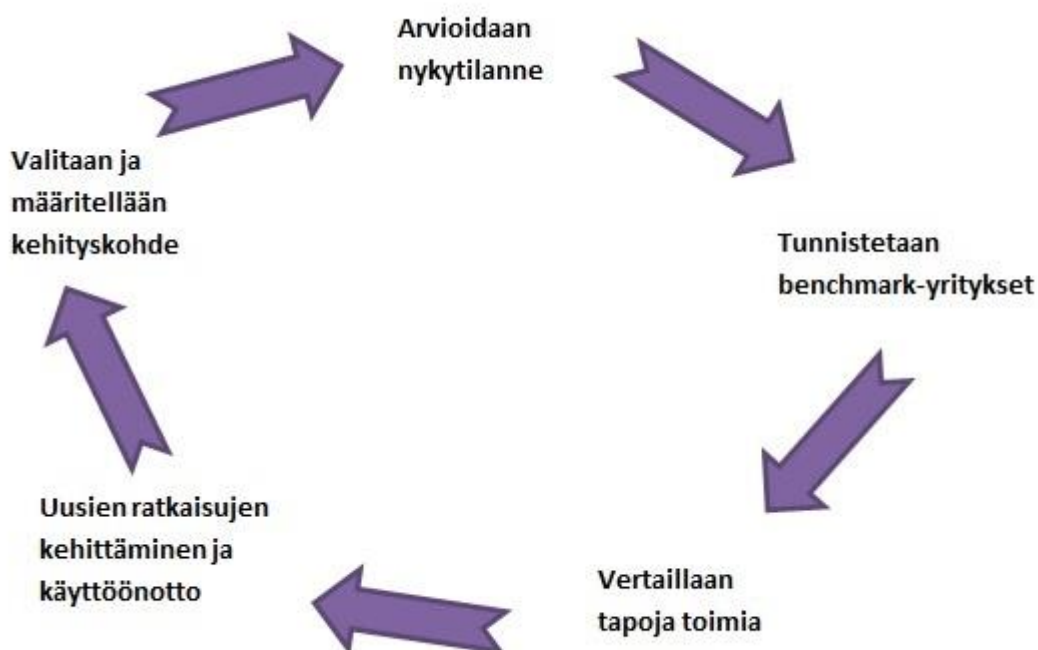 Arvioidaan
nykytilanne
Valitaan ja
määritellään
kehityskohde
Tunnistetaan
benchmark-yritykset
Uusien ratkaisujen
kehittäminen ja
käyttöönotto
Vertaillaan
tapoja toimia